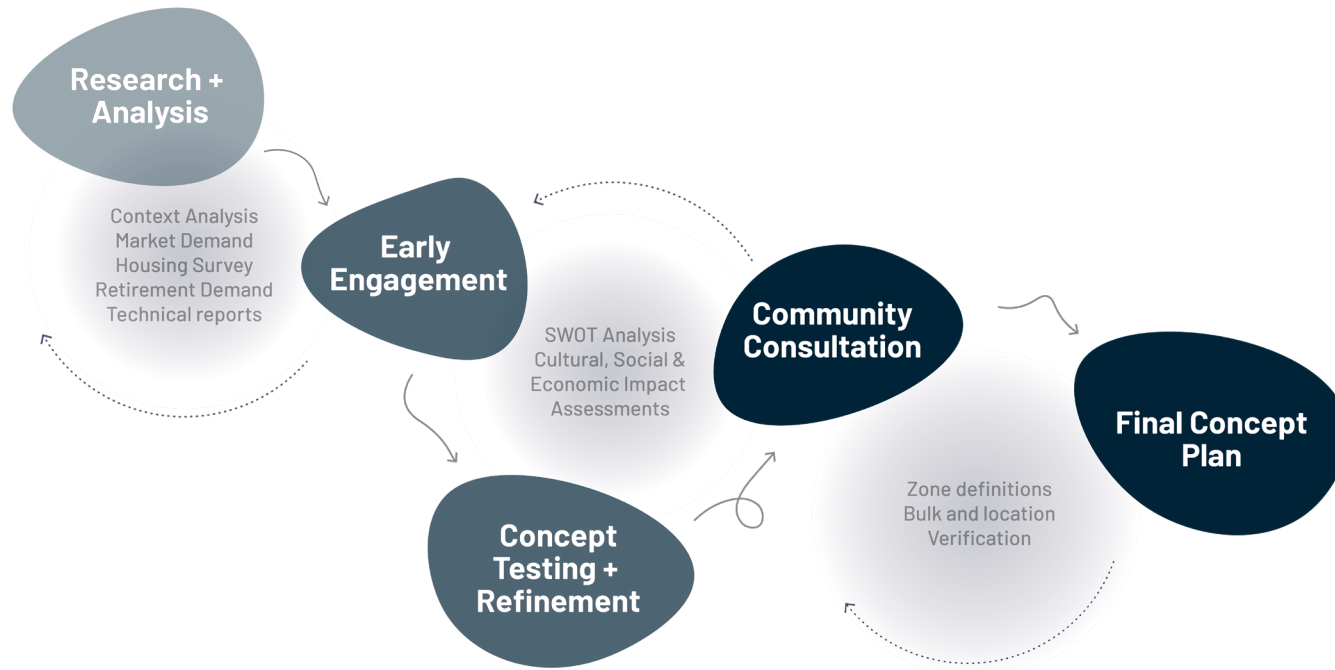 Research +
Analysis
Context Analysis
Market Demand
Housing Survey
Retirement Demand
Technical reports
Early
Engagement
SWOT Analysis
Cultural, Social &
Economic Impact
Assessments
Concept
Testing +
Refinement
Community
Consultation
Zone definitions
Bulk and location
Verification
Final Concept
Plan